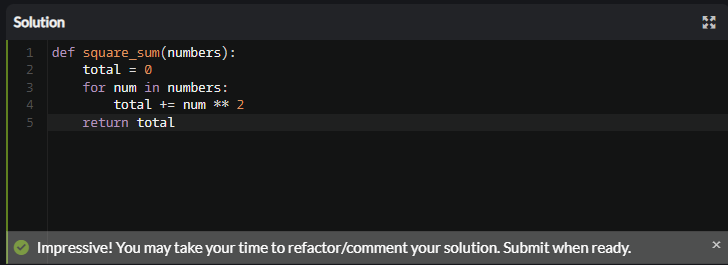 Solution
1 def square_sum(numbers):
2     total = 0
3     for num in numbers:
4         total += num ** 2
5     return total
Impressive! You may take your time to refactor/comment your solution. Submit when ready.